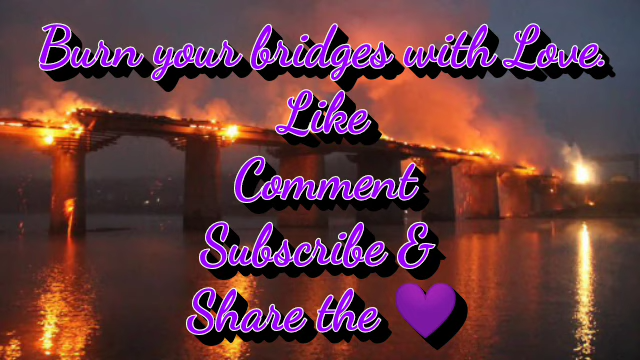 Burn your bridges with Love.
Like
Comment
Subscribe &
Share the 💜